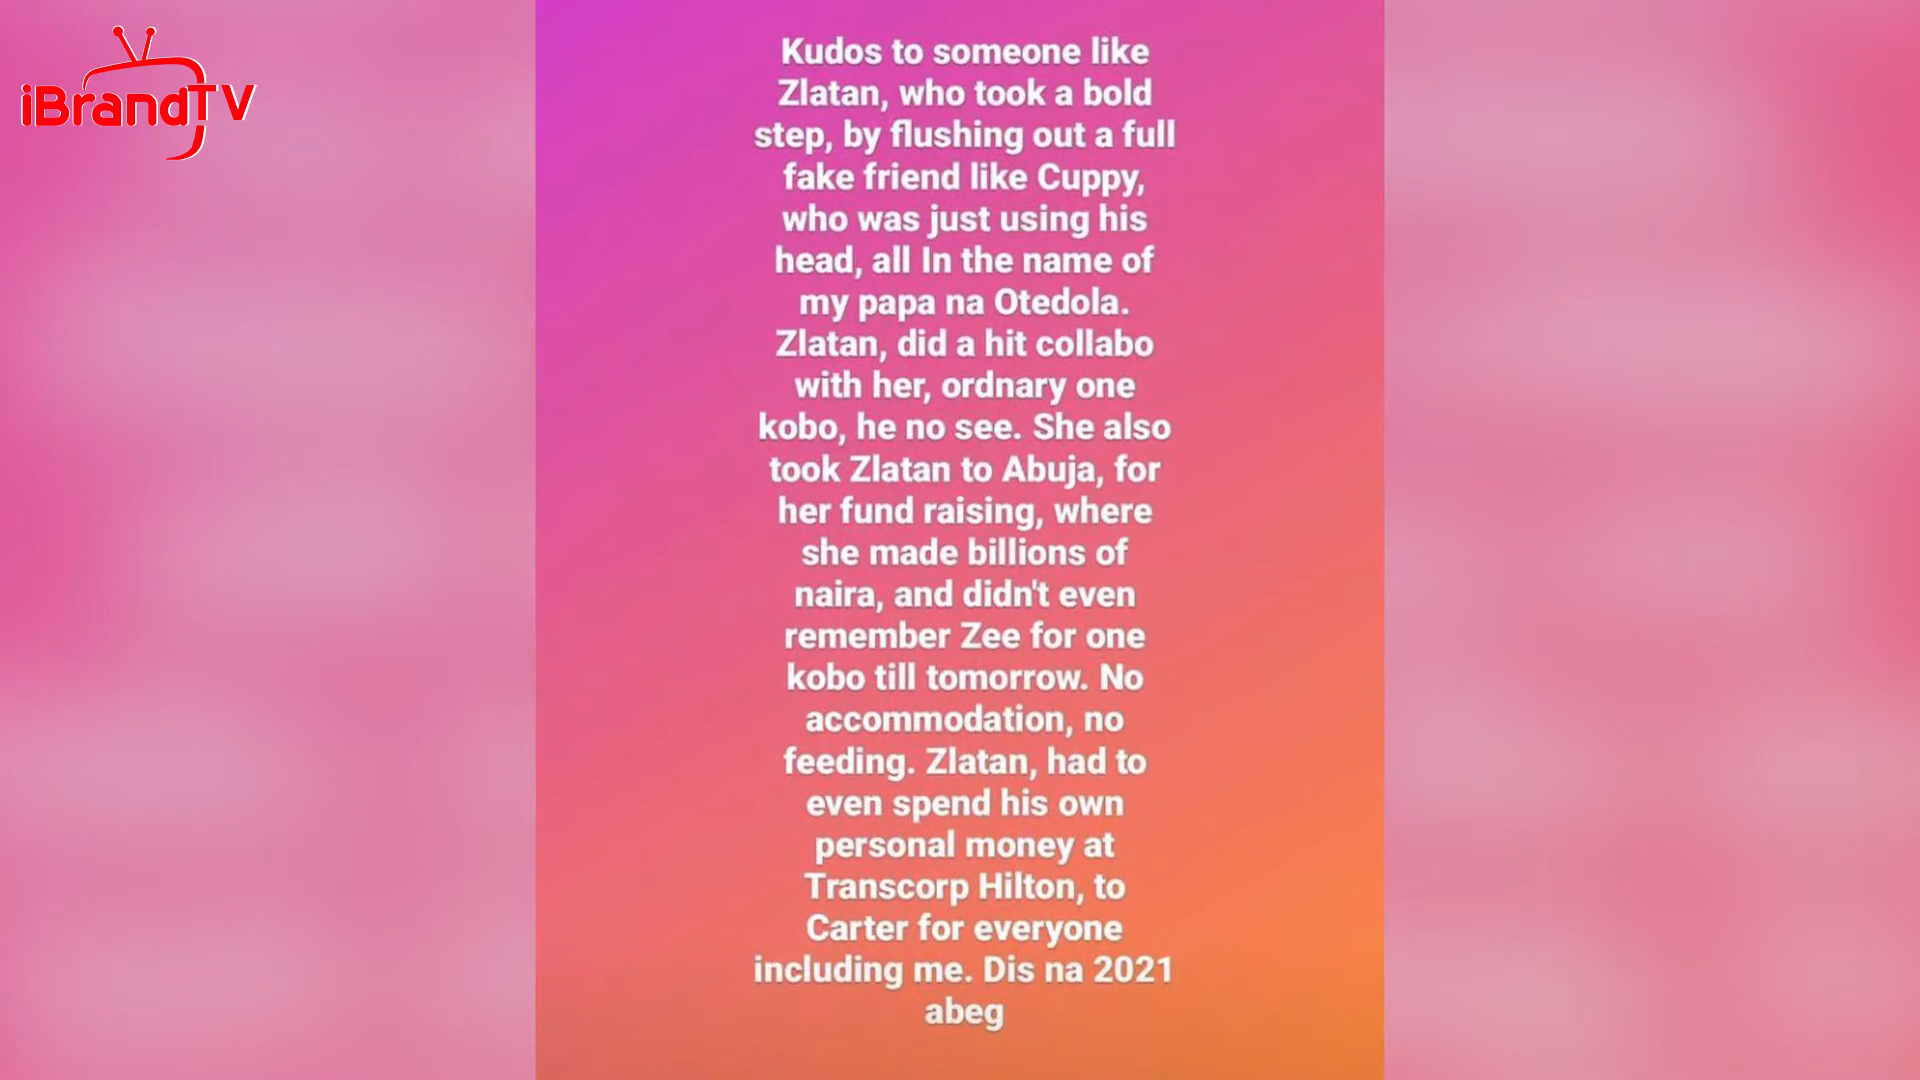 iBrandTV
Kudos to someone like
Zlatan, who took a bold
step, by flushing out a full
fake friend like Cuppy,
who was just using his
head, all In the name of
my papa na Otedola.
Zlatan, did a hit collabo
with her, ordnary one
kobo, he no see. She also
took Zlatan to Abuja, for
her fund raising, where
she made billions of
naira, and didn't even
remember Zee for one
kobo till tomorrow. No
accommodation, no
feeding. Zlatan, had to
even spend his own
personal money at
Transcorp Hilton, to
Carter for everyone
including me. Dis na 2021
abeg